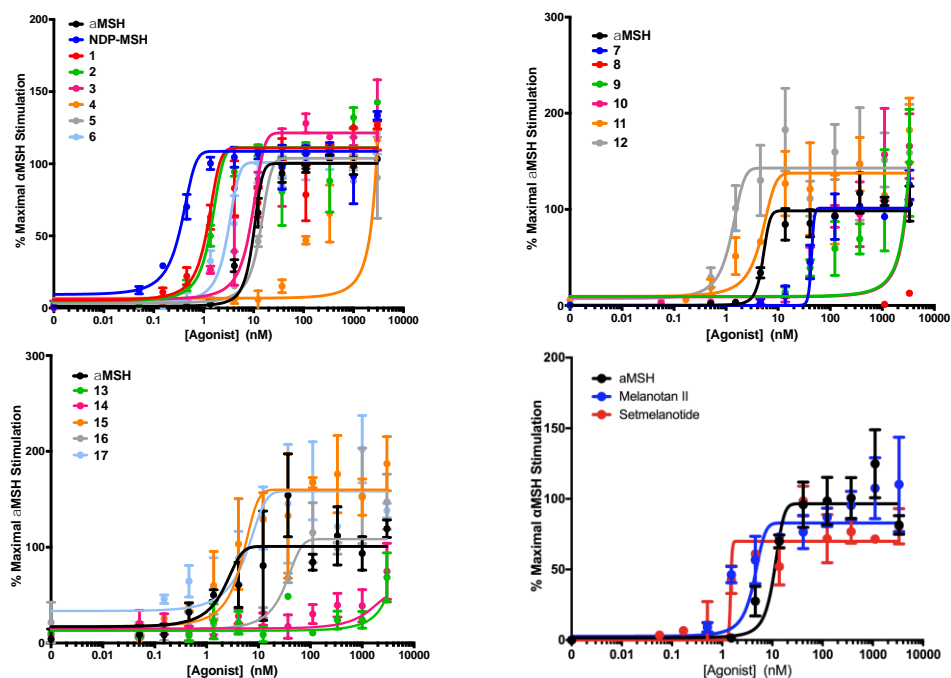 % Maximal αMSH Stimulation
200
150
100
50
0
aMSH
NDP-MSH
1
2
3
4
5
6
0 0.01 0.1 1 10 100 1000 10000
[Agonist] (nM)
% Maximal aMSH Stimulation
300
200
100
0
aMSH
7
8
9
10
11
12
0 0.01 0.1 1 10 100 1000 10000
[Agonist] (nM)
% Maximal aMSH Stimulation
300
200
100
0
aMSH
13
14
15
16
17
0 0.01 0.1 1 10 100 1000 10000
[Agonist] (nM)
% Maximal αMSH Stimulation
200
150
100
50
0
aMSH
Melanotan II
Setmelanotide
0 0.01 0.1 1 10 100 1000 10000
[Agonist] (nM)